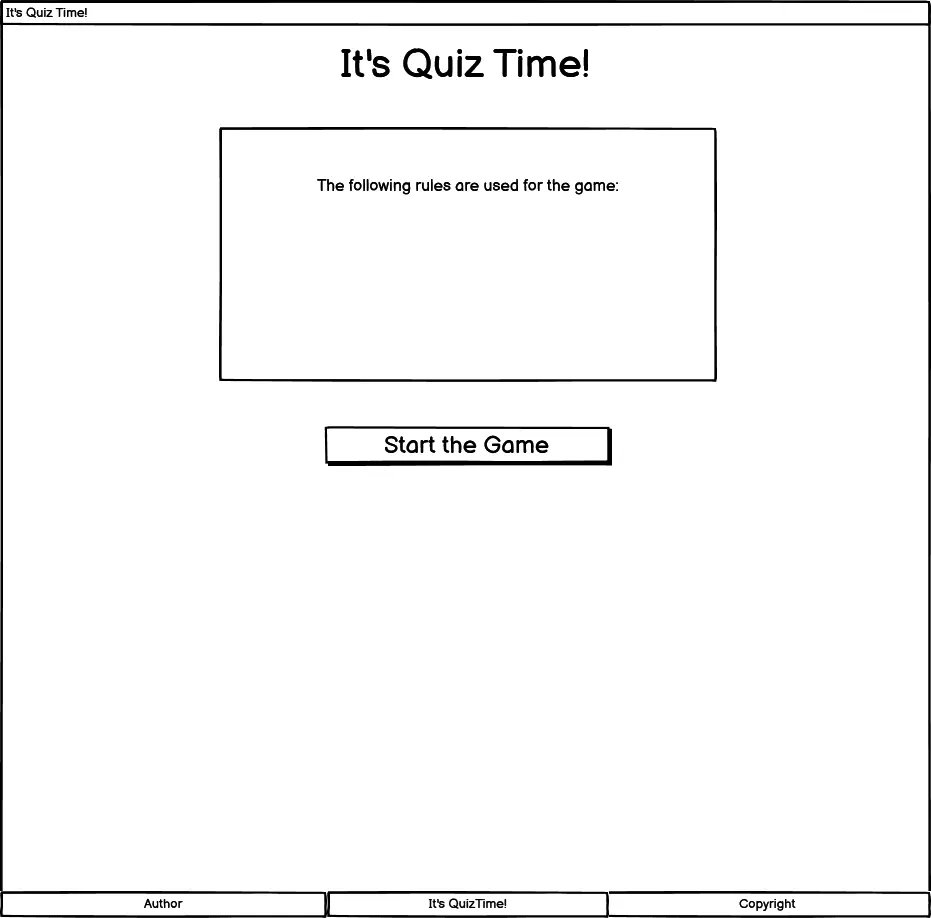 It's Quiz Time!
It's Quiz Time!
The following rules are used for the game:
Start the Game
Author
It's QuizTime!
Copyright